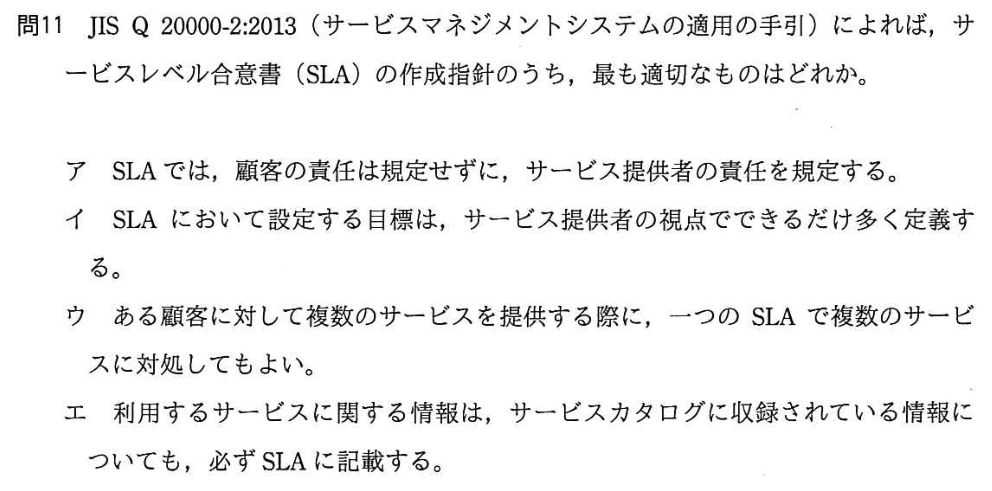 問11 JIS Q 20000-2:2013（サービスマネジメントシステムの適用の手引）によれば，サ
ービスレベル合意書（SLA）の作成指針のうち，最も適切なものはどれか。
ア SLAでは，顧客の責任は規定せずに，サービス提供者の責任を規定する。
イ SLA において設定する目標は，サービス提供者の視点でできるだけ多く定義す
る。
ウ ある顧客に対して複数のサービスを提供する際に，一つの SLA で複数のサービ
スに対処してもよい。
エ 利用するサービスに関する情報は，サービスカタログに収録されている情報に
ついても，必ず SLA に記載する。